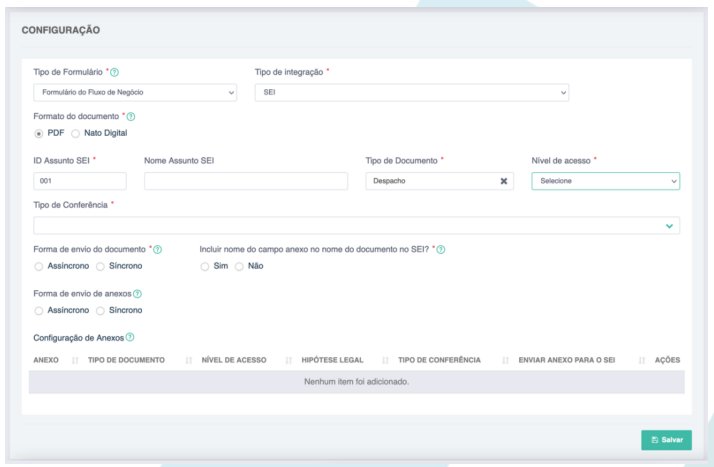 CONFIGURAÇÃO
Tipo de Formulário * Tipo de integração *
Formulário do Fluxo de Negócio SEI
Formato do documento *
PDF Nato Digital
ID Assunto SEI * Nome Assunto SEI Tipo de Documento * Nível de acesso *
001 Despacho Selecione
Tipo de Conferência *
Forma de envio do documento * Incluir nome do campo anexo no nome do documento no SEI? *
Assíncrono Síncrono Sim Não
Forma de envio de anexos
Assíncrono Síncrono
Configuração de Anexos
ANEXO TIPO DE DOCUMENTO NÍVEL DE ACESSO HIPÓTESE LEGAL TIPO DE CONFERÊNCIA ENVIAR ANEXO PARA O SEI AÇÕES
Nenhum item foi adicionado.
Salvar